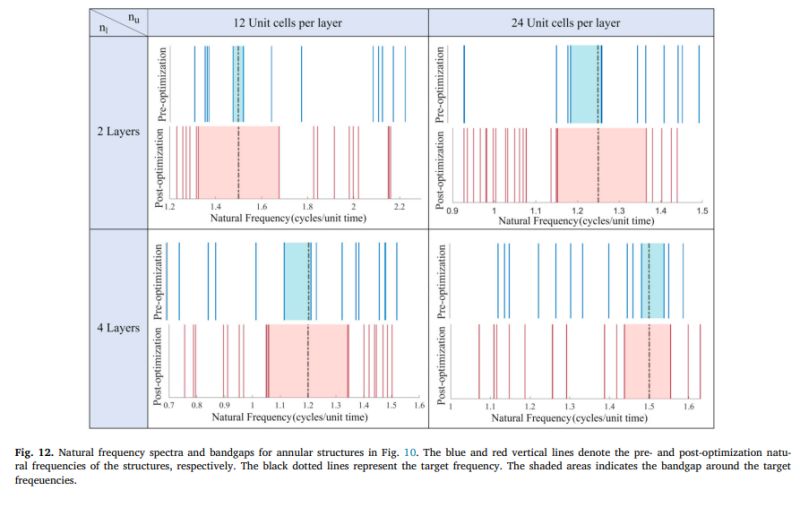 nᵤ
nₗ
12 Unit cells per layer
24 Unit cells per layer
2 Layers
Pre-optimization
Post-optimization
1.2 1.4 1.6 1.8 2 2.2
Natural Frequency(cycles/unit time)
Pre-optimization
Post-optimization
0.9 1 1.1 1.2 1.3 1.4 1.5
Natural Frequency(cycles/unit time)
4 Layers
Pre-optimization
Post-optimization
0.7 0.8 0.9 1 1.1 1.2 1.3 1.4 1.5 1.6
Natural Frequency(cycles/unit time)
Pre-optimization
Post-optimization
1 1.1 1.2 1.3 1.4 1.5 1.6
Natural Frequency(cycles/unit time)
Fig. 12. Natural frequency spectra and bandgaps for annular structures in Fig. 10. The blue and red vertical lines denote the pre- and post-optimization natu-
ral frequencies of the structures, respectively. The black dotted lines represent the target frequency. The shaded areas indicates the bandgap around the target
freqeuencies.